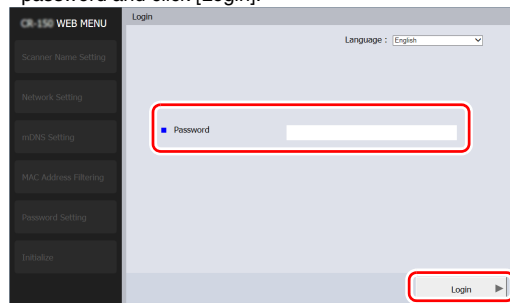 password and click [Login].
CR-150 WEB MENU
Login
Language : English
Scanner Name Setting
Network Setting
mDNS Setting
MAC Address Filtering
Password Setting
Initialize
Password
Login